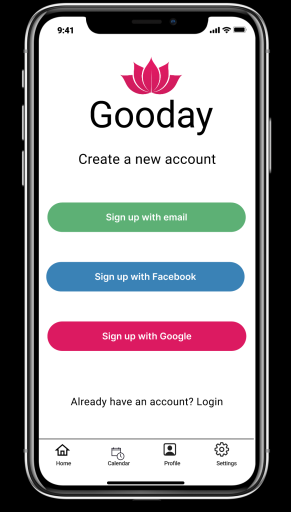 9:41
Gooday
Create a new account
Sign up with email
Sign up with Facebook
Sign up with Google
Already have an account? Login
Home Calendar Profile Settings